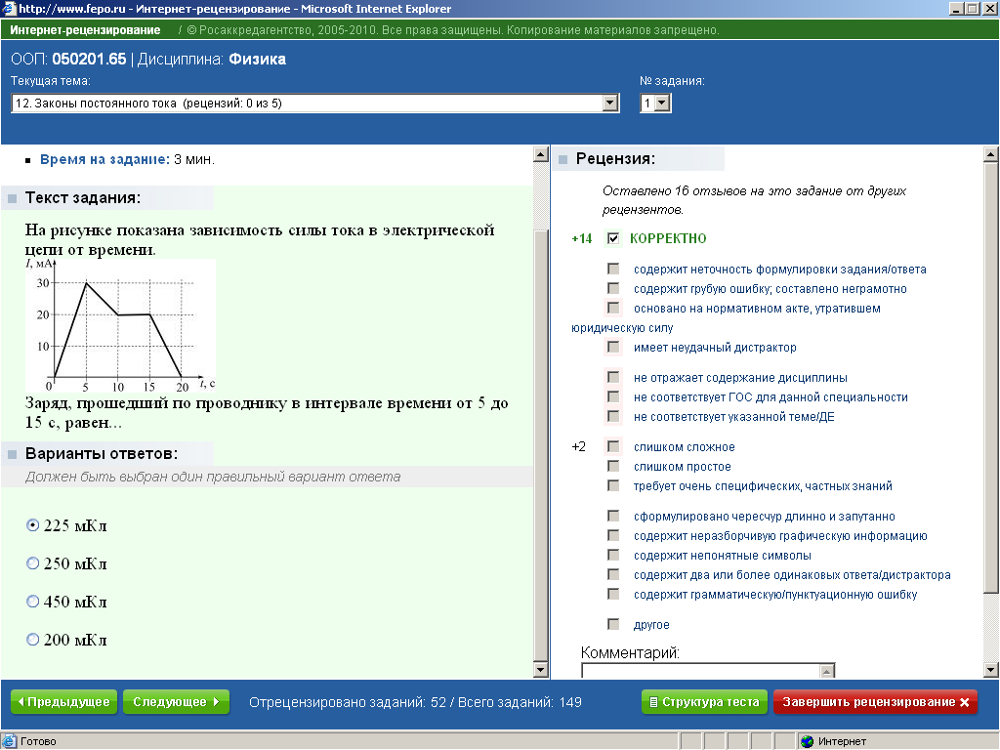 http://www.fepo.ru - Интернет-рецензирование - Microsoft Internet Explorer
Интернет-рецензирование / © Росаккредагентство, 2005-2010. Все права защищены. Копирование материалов запрещено.
ООП: 050201.65 | Дисциплина: Физика
Текущая тема: № задания:
12. Законы постоянного тока (рецензий: 0 из 5) 1
Время на задание: 3 мин.
Текст задания:
На рисунке показана зависимость силы тока в электрической
цепи от времени.
I, мА
30
20
10
0 5 10 15 20 t, с
Заряд, прошедший по проводнику в интервале времени от 5 до
15 с, равен...
Варианты ответов:
Должен быть выбран один правильный вариант ответа
225 мКл
250 мКл
450 мКл
200 мКл
Рецензия:
Оставлено 16 отзывов на это задание от других
рецензентов.
+14 КОРРЕКТНО
содержит неточность формулировки задания/ответа
содержит грубую ошибку; составлено неграмотно
основано на нормативном акте, утратившем
юридическую силу
имеет неудачный дистрактор
не отражает содержание дисциплины
не соответствует ГОС для данной специальности
не соответствует указанной теме/ДЕ
+2 слишком сложное
слишком простое
требует очень специфических, частных знаний
сформулировано чересчур длинно и запутанно
содержит неразборчивую графическую информацию
содержит непонятные символы
содержит два или более одинаковых ответа/дистрактора
содержит грамматическую/пунктуационную ошибку
другое
Комментарий:
Предыдущее Следующее Отрецензировано заданий: 52 / Всего заданий: 149 Структура теста Завершить рецензирование
Готово Интернет